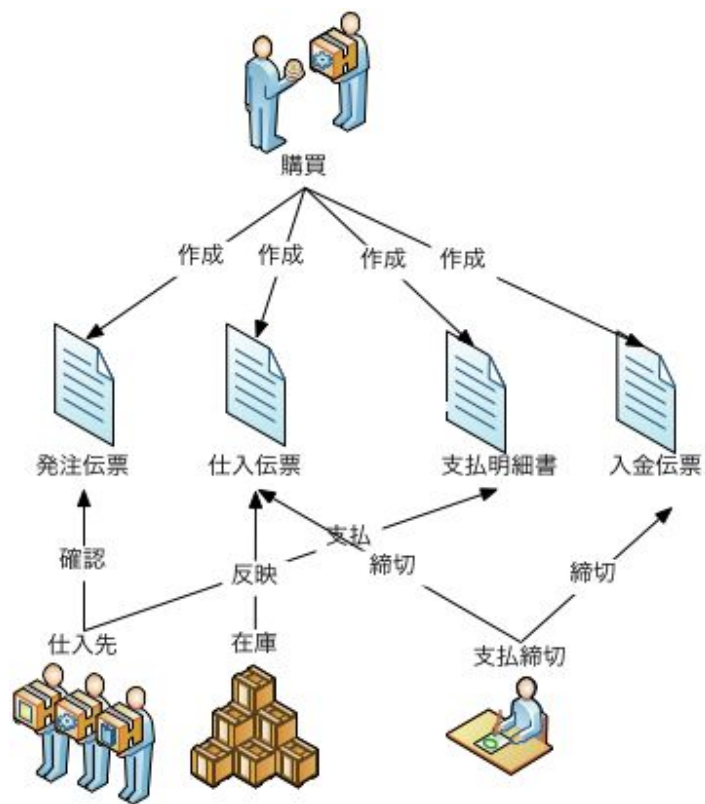 購買
作成
作成
作成
作成
発注伝票
仕入伝票
支払明細書
入金伝票
支払
確認
反映
締切
締切
仕入先
在庫
支払締切